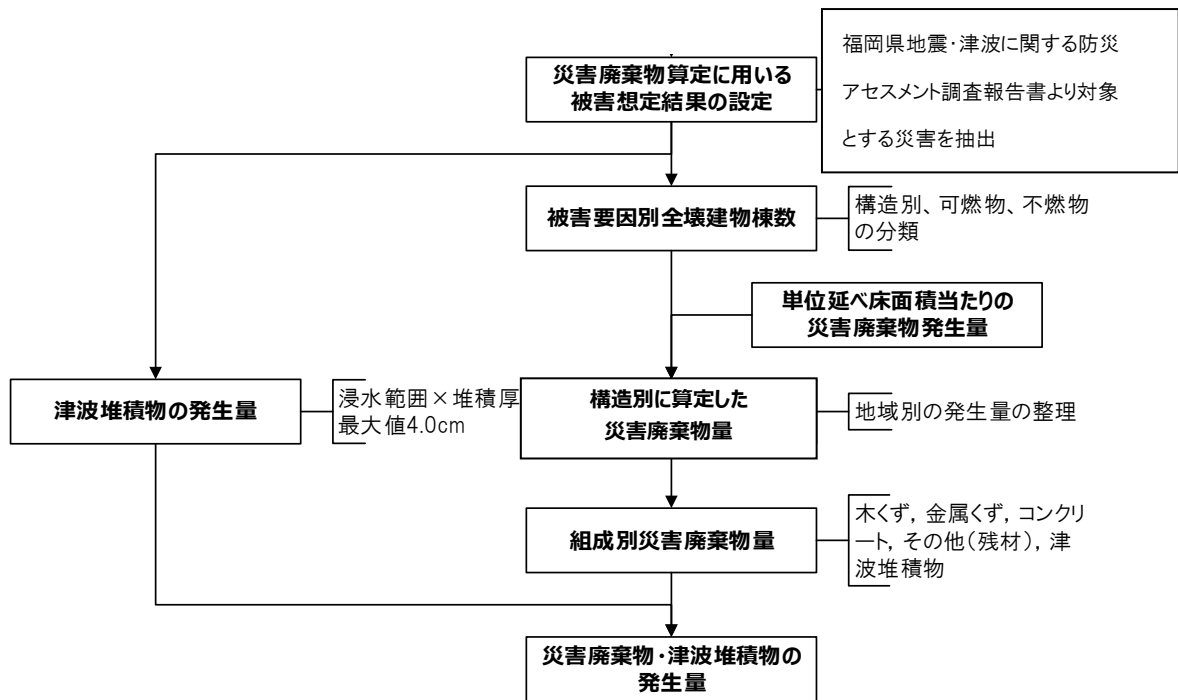 福岡県地震・津波に関する防災
アセスメント調査報告書より対象
とする災害を抽出
災害廃棄物算定に用いる
被害想定結果の設定
被害要因別全壊建物棟数
構造別、可燃物、不燃物
の分類
単位延べ床面積当たりの
災害廃棄物発生量
津波堆積物の発生量
浸水範囲×堆積厚
最大値4.0cm
構造別に算定した
災害廃棄物量
地域別の発生量の整理
組成別災害廃棄物量
木くず, 金属くず, コンクリ
ート, その他(残材), 津
波堆積物
災害廃棄物・津波堆積物の
発生量